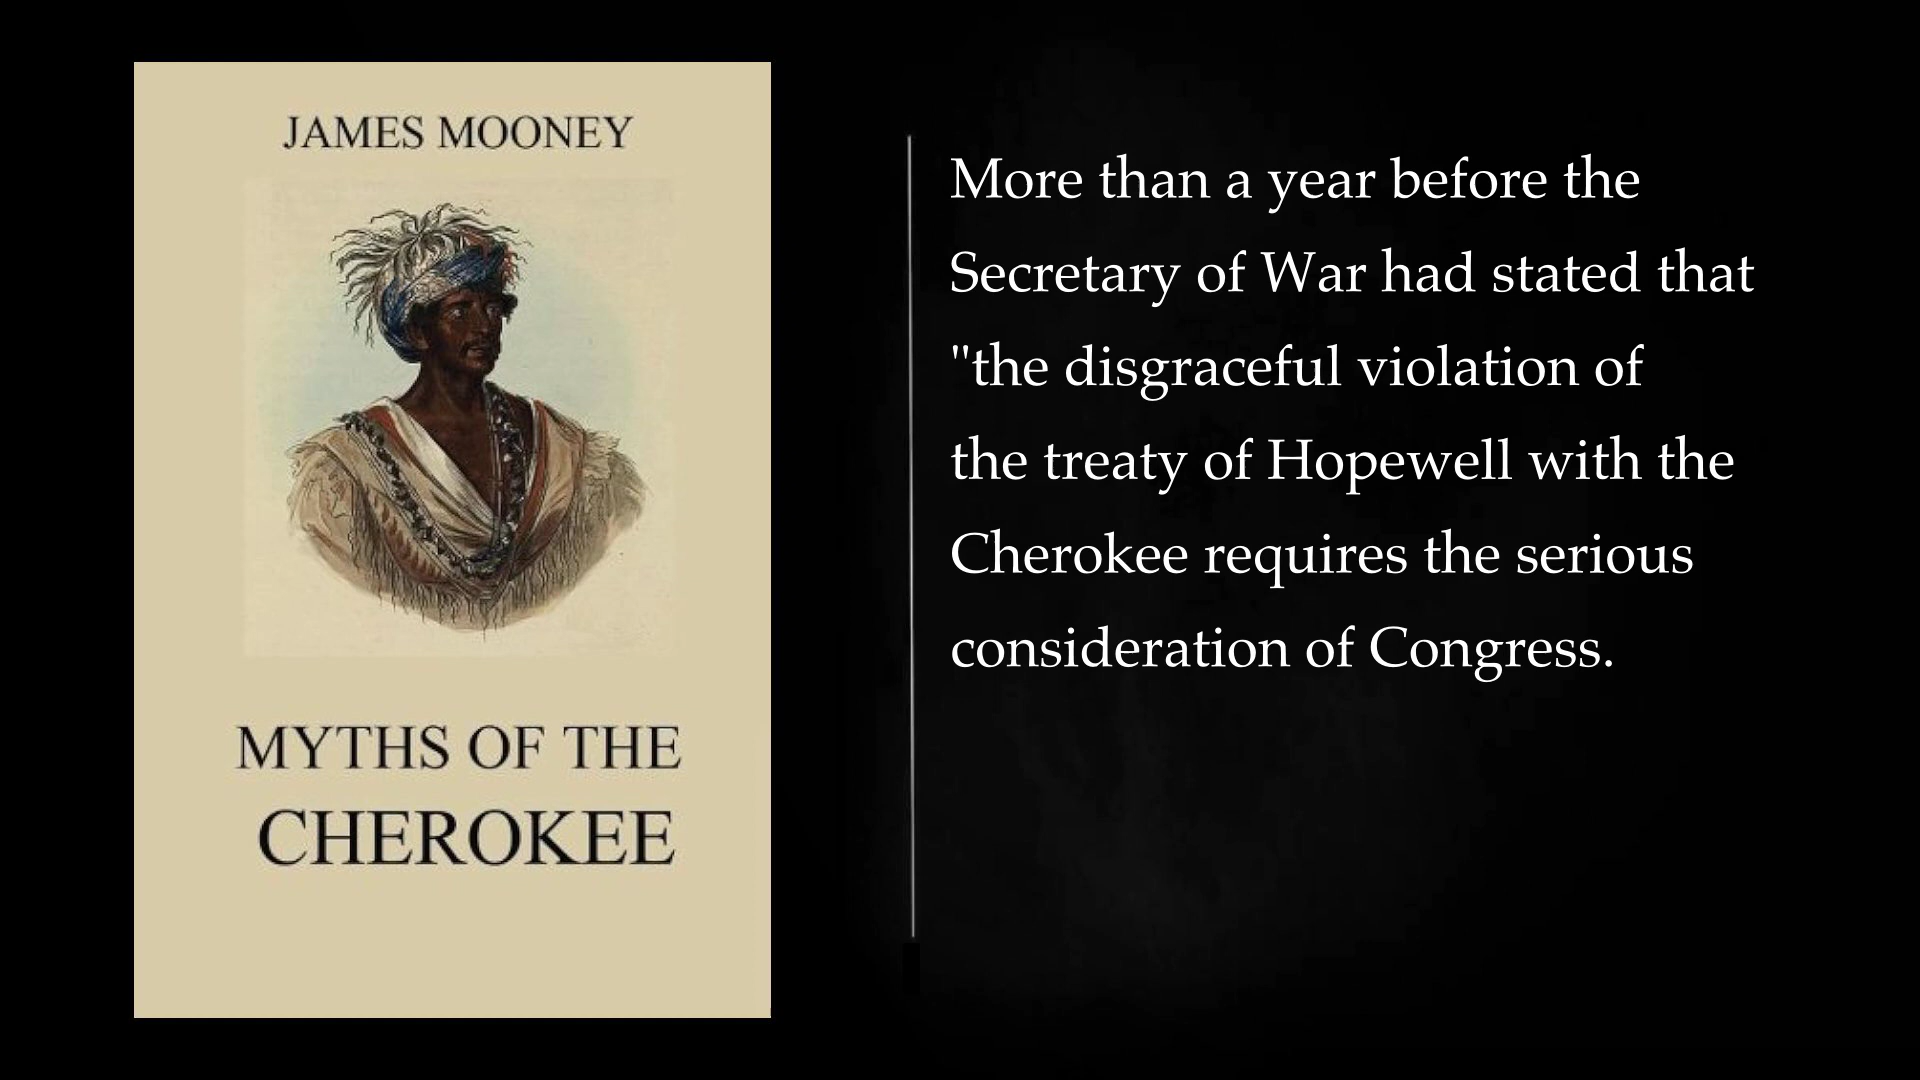 JAMES MOONEY
MYTHS OF THE
CHEROKEE
More than a year before the
Secretary of War had stated that
"the disgraceful violation of
the treaty of Hopewell with the
Cherokee requires the serious
consideration of Congress.